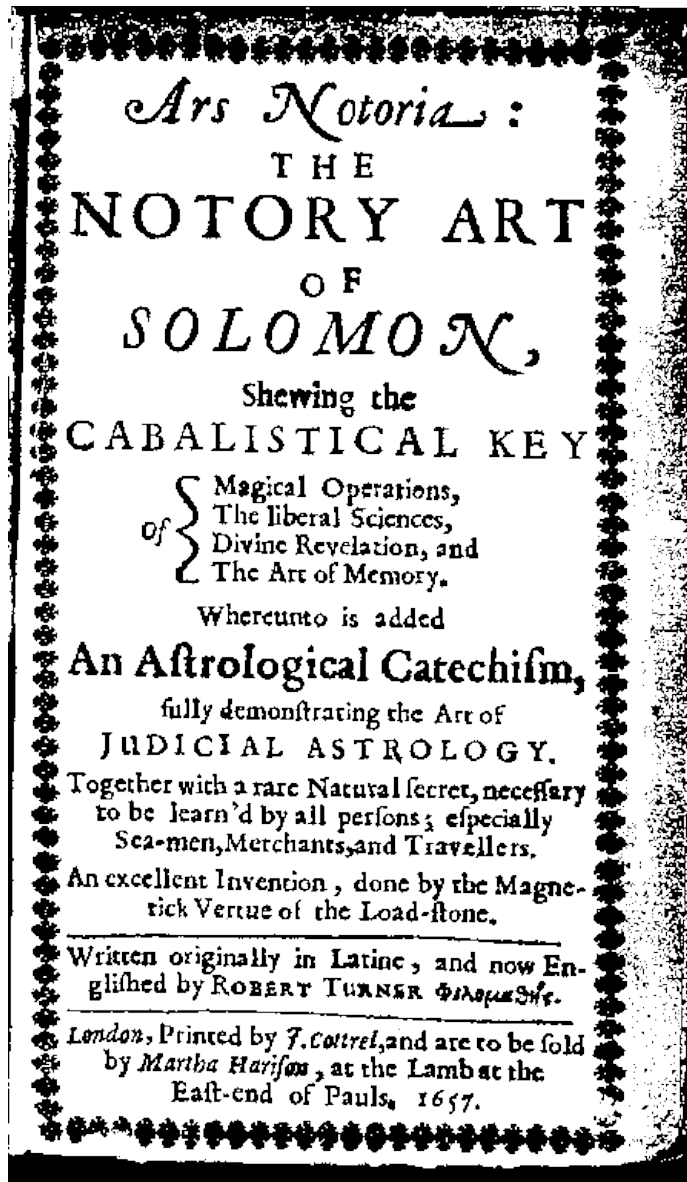 Ars Notoria :
THE
NOTORY ART
OF
SOLOMON,
Shewing the
CABALISTICAL KEY
of { Magical Operations,
The liberal Sciences,
Divine Revelation, and
The Art of Memory.
Whereunto is added
An Aſtrological Catechiſm,
fully demonſtrating the Art of
JUDICIAL ASTROLOGY.
Together with a rare Natural ſecret, neceſſary
to be learn'd by all perſons; eſpecially
Sea-men, Merchants, and Travellers.
An excellent Invention, done by the Magne-
tick Vertue of the Load-ſtone.
Written originally in Latine, and now En-
gliſhed by ROBERT TURNER Φιλομαθής.
London, Printed by F. Cottrel, and are to be ſold
by Martha Hariſon, at the Lamb at the
Eaſt-end of Pauls. 1657.